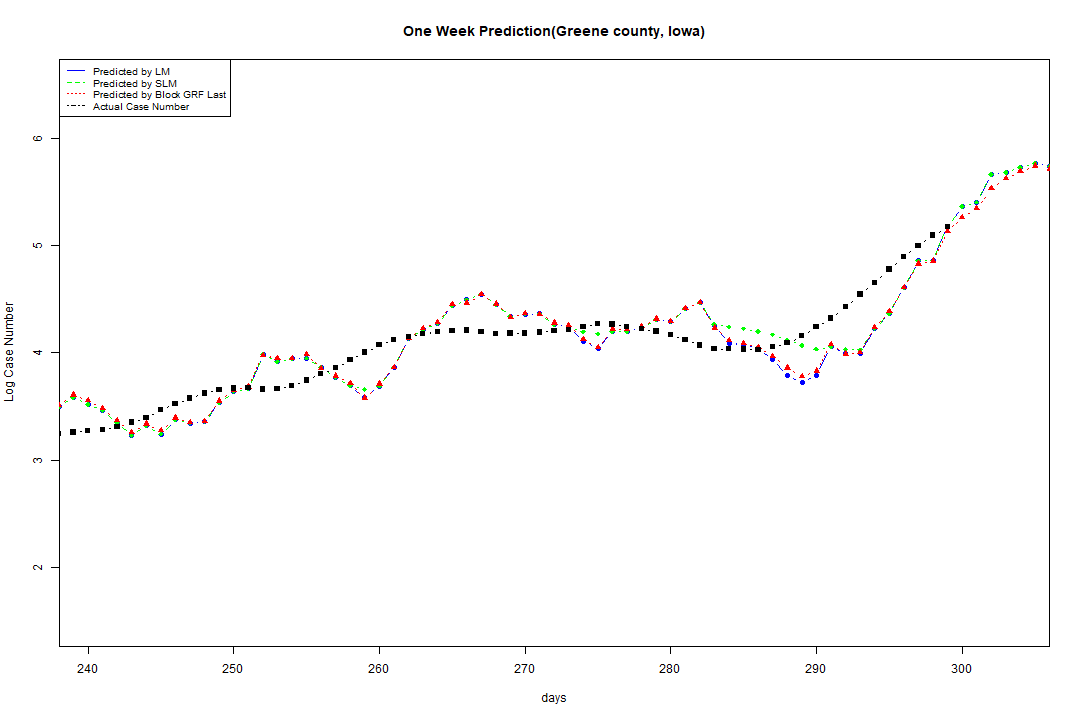 One Week Prediction(Greene county, Iowa)
Predicted by LM
Predicted by SLM
Predicted by Block GRF Last
Actual Case Number
6
5
4
3
2
Log Case Number
240 250 260 270 280 290 300
days